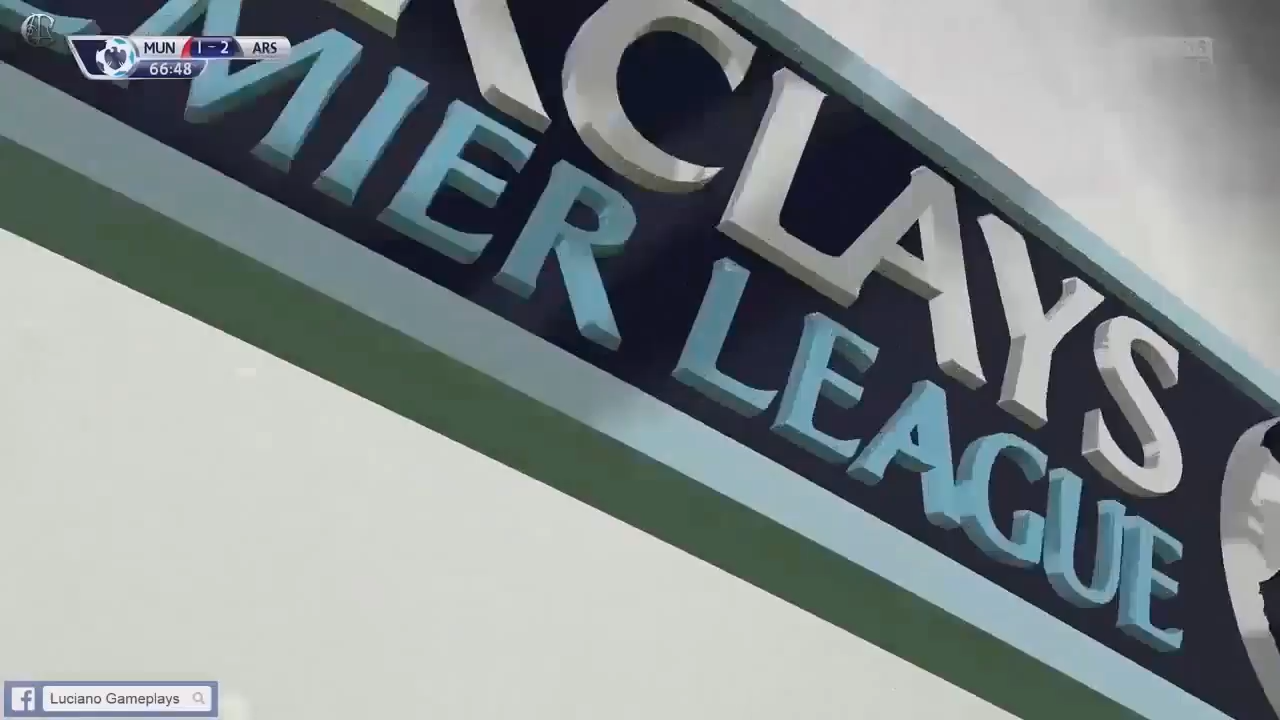 MUN 1 - 2 ARS
66:48
CLAYS
MIER LEAGUE
Luciano Gameplays